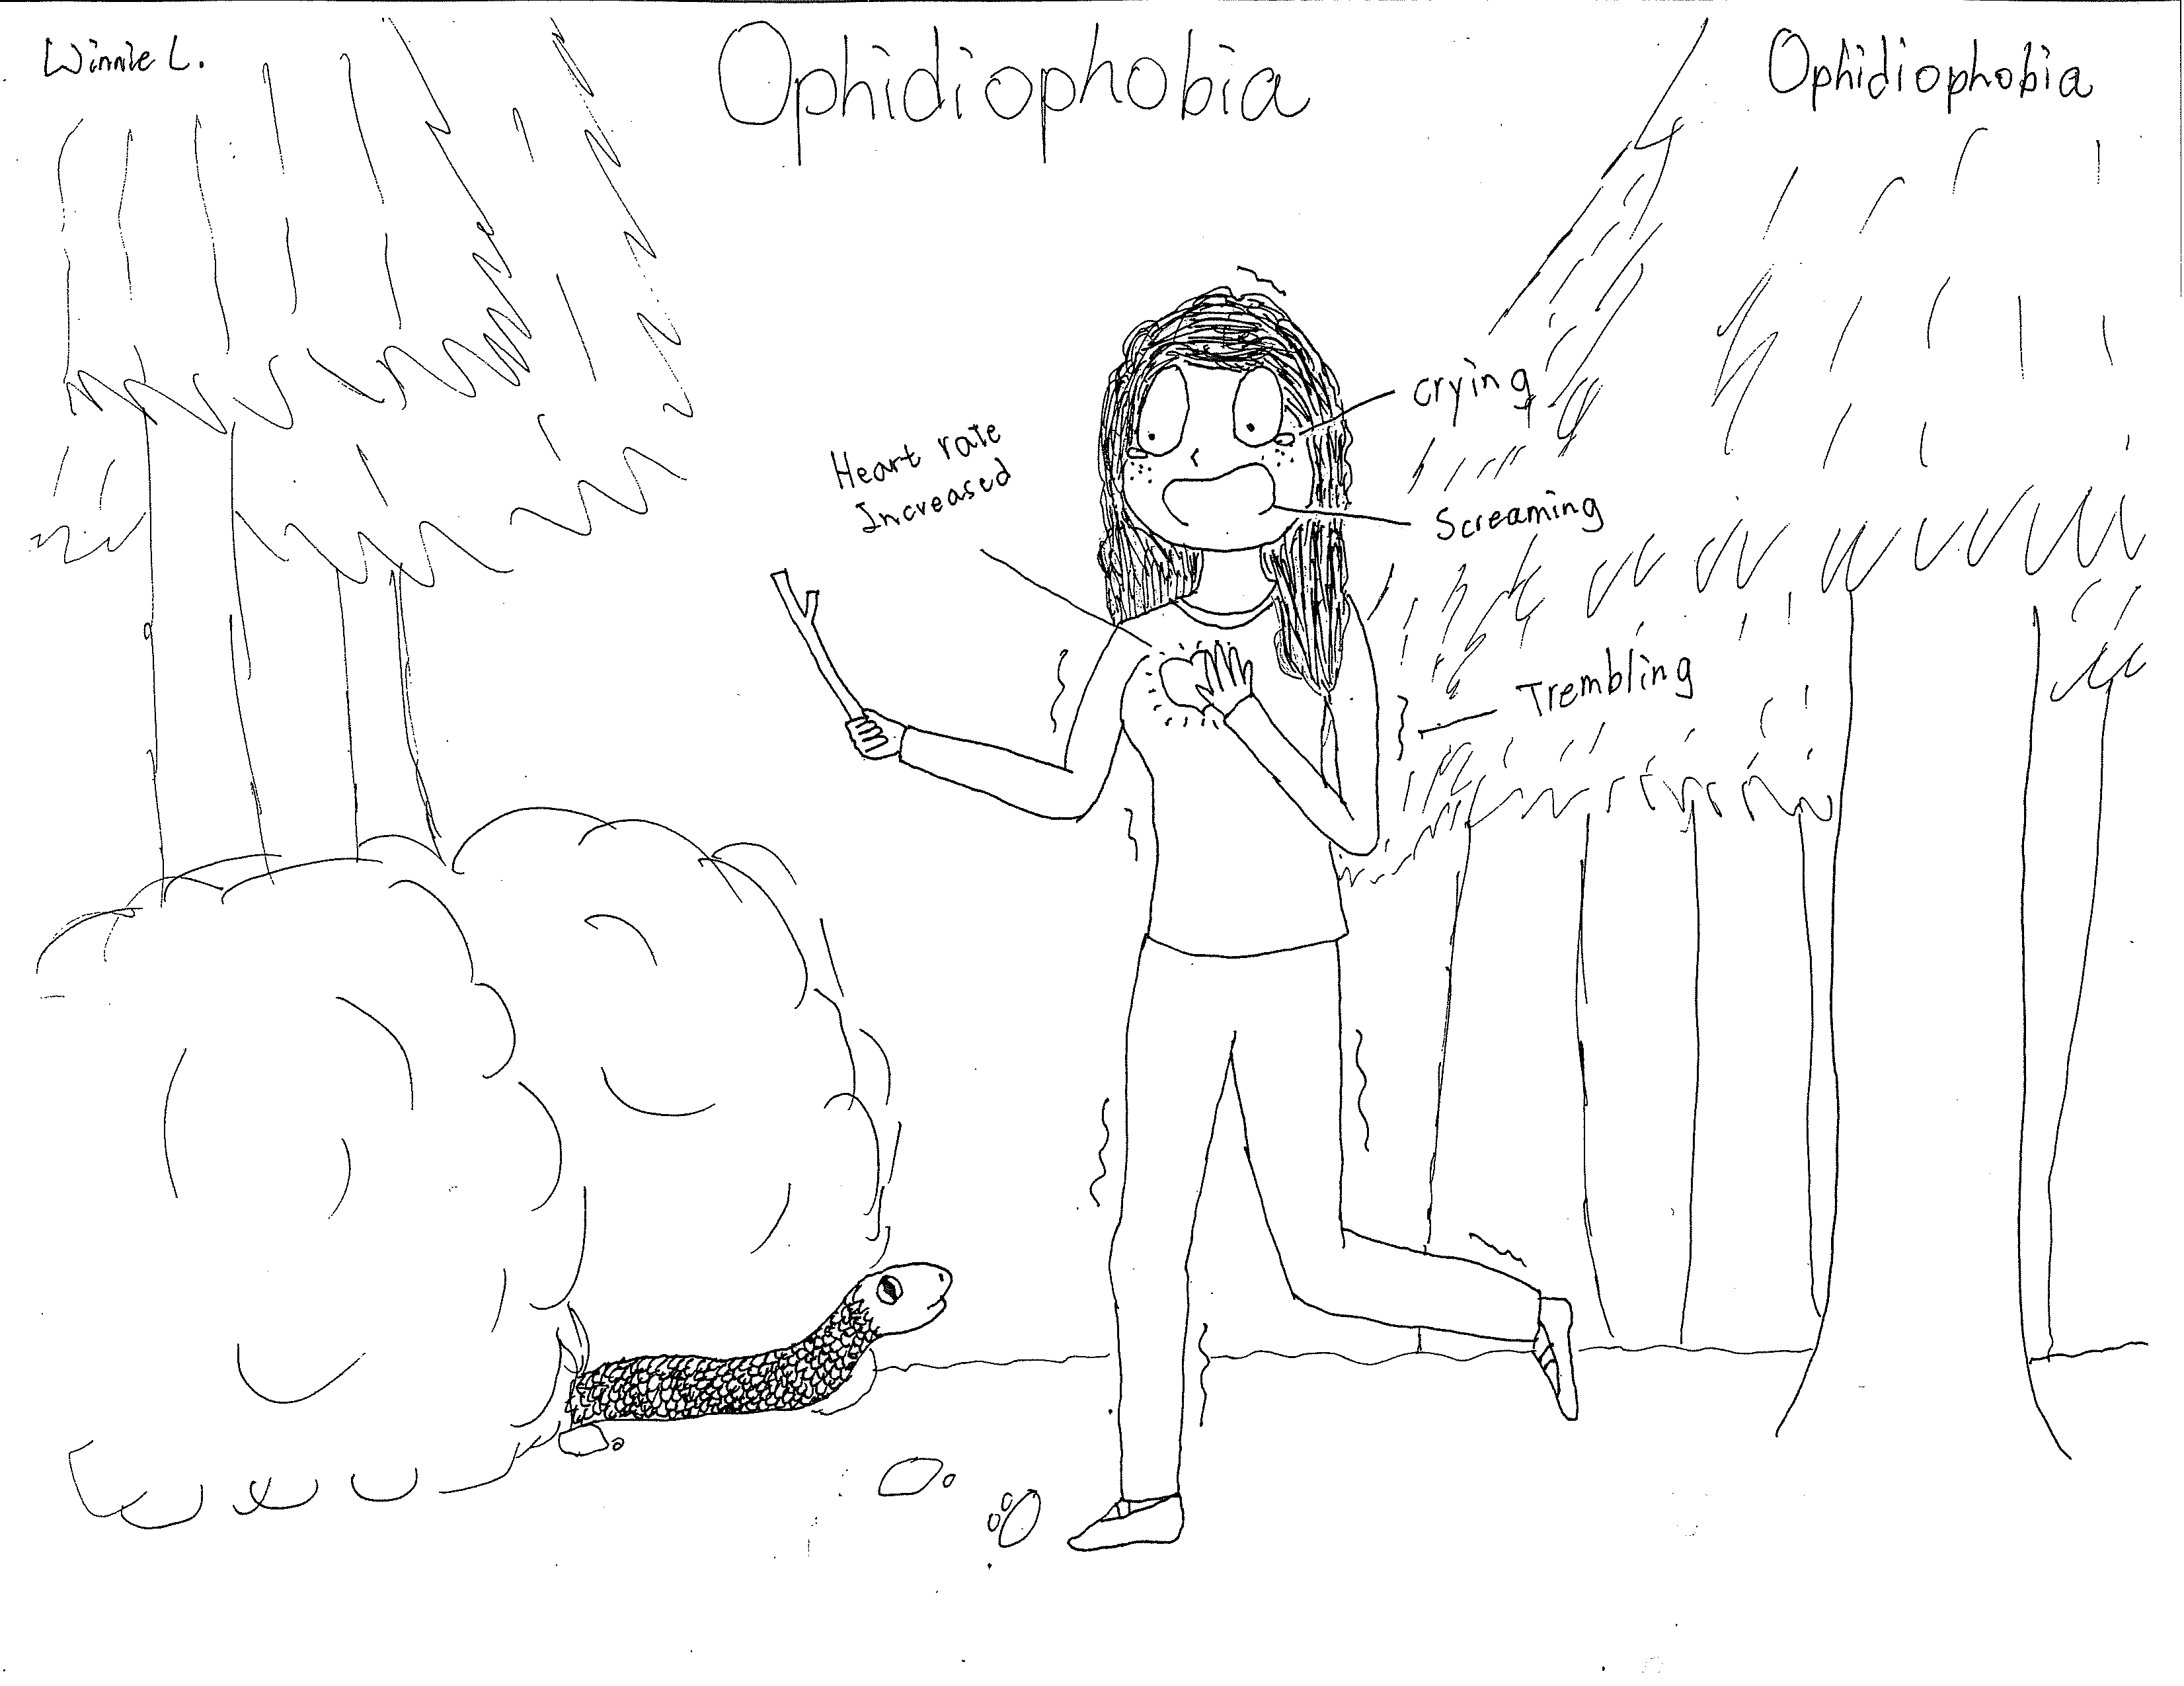 Winnie L.
Ophidiophobia
Ophidiophobia
crying
Heart rate
Increased
Screaming
Trembling